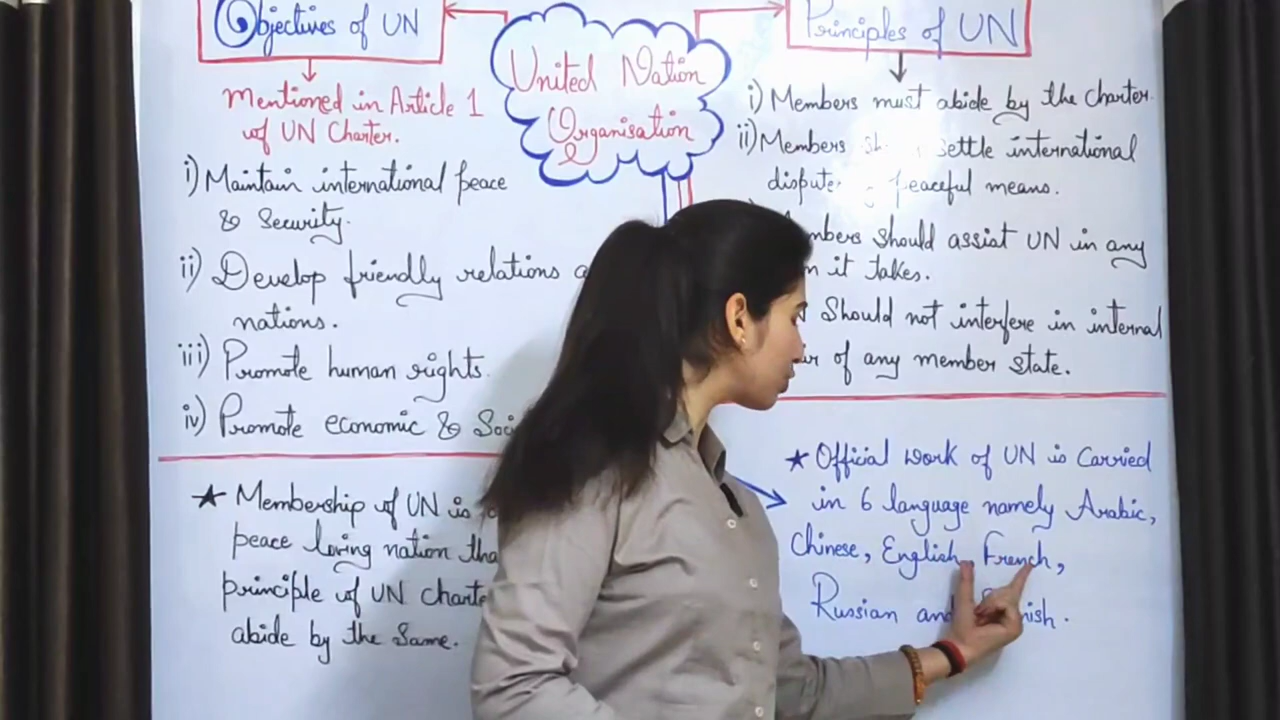 Objectives of UN
Mentioned in Article 1
of UN Charter.
i) Maintain international peace
& Security.
ii) Develop friendly relations
nations.
iii) Promote human rights.
iv) Promote economic &
United Nation
Organisation
Principles of UN
i) Members must abide by the Charter.
ii) Members settle international
peaceful means.
should assist UN in any
it takes.
Should not interfere in internal
of any member state.
★ Membership of UN is
peace loving nation
principle of UN
abide by the Same.
★ Official work of UN is Carried
in 6 language namely Arabic,
Chinese, English, French,
Russian